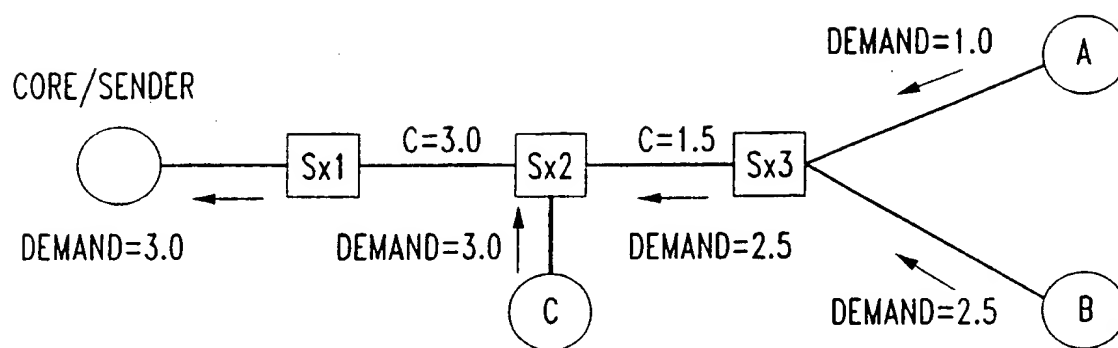 DEMAND=1.0
A
CORE/SENDER
C=3.0
C=1.5
Sx1
Sx2
Sx3
DEMAND=3.0
DEMAND=3.0
DEMAND=2.5
DEMAND=2.5
C
B